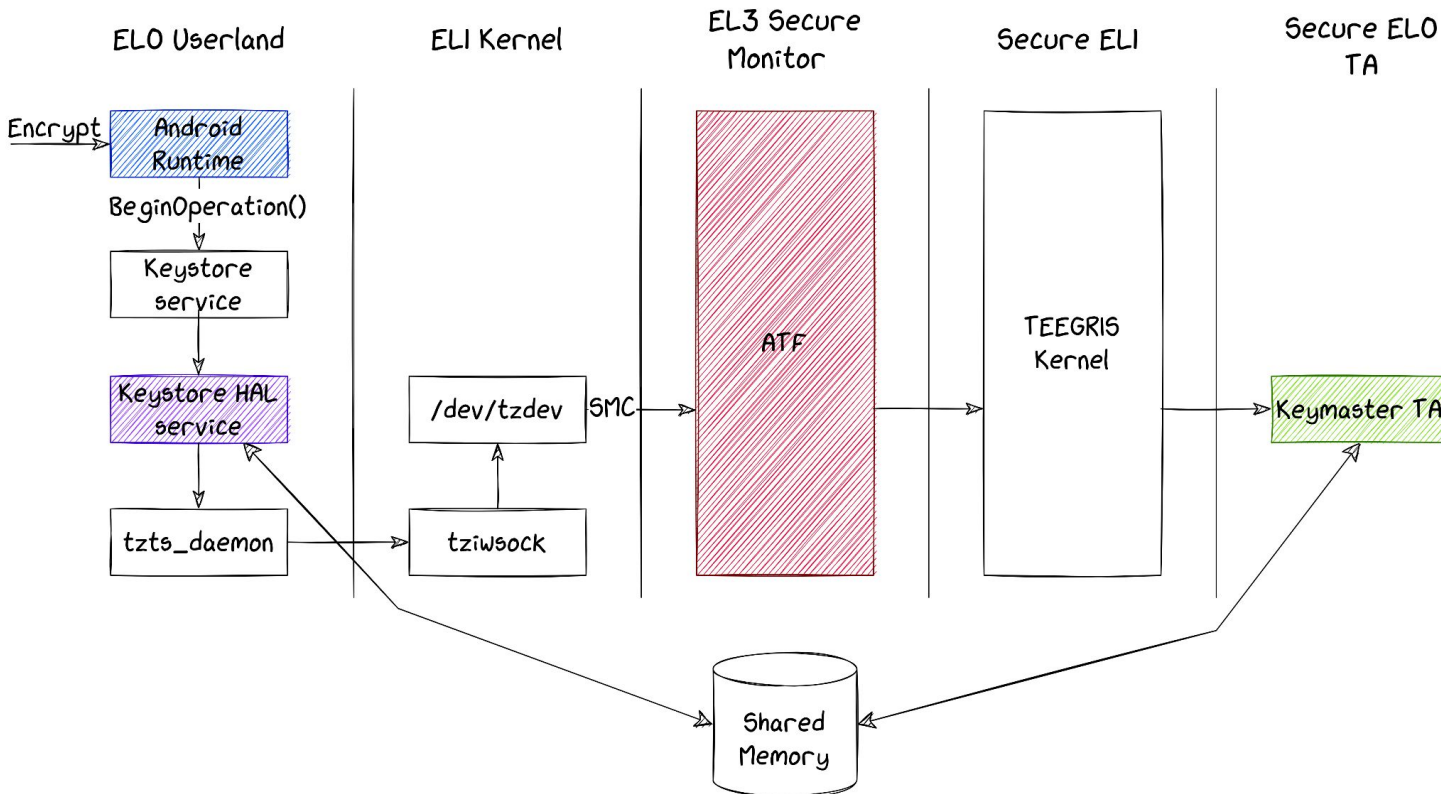 EL0 Userland
EL1 Kernel
EL3 Secure
Monitor
Secure EL1
Secure EL0
TA
Encrypt
Android
Runtime
BeginOperation()
Keystore
service
Keystore HAL
service
tzts_daemon
/dev/tzdev
SMC
tziwsock
ATF
TEEGRIS
Kernel
Keymaster TA
Shared
Memory